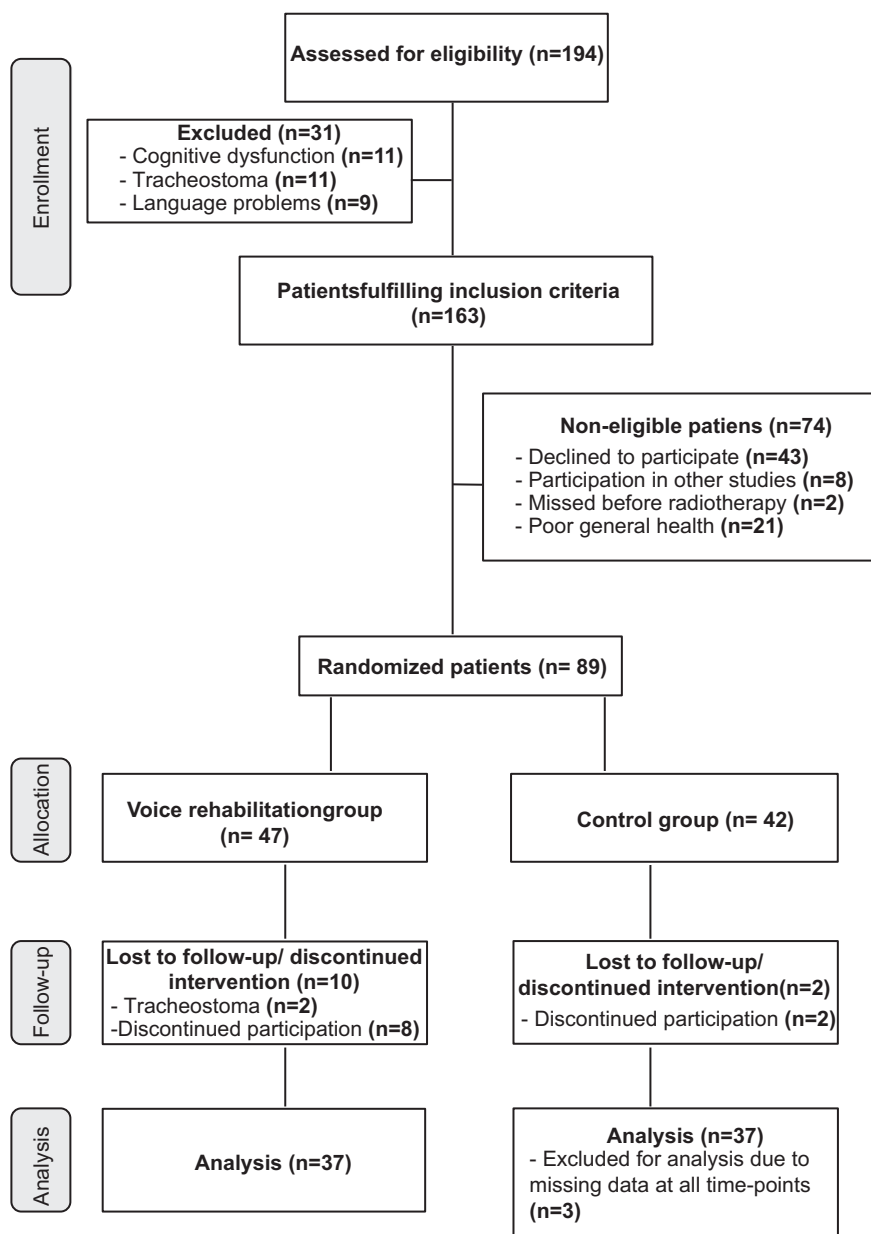 Enrollment
Assessed for eligibility (n=194)
Excluded (n=31)
- Cognitive dysfunction (n=11)
- Tracheostoma (n=11)
- Language problems (n=9)
Patientsfulfilling inclusion criteria
(n=163)
Non-eligible patiens (n=74)
- Declined to participate (n=43)
- Participation in other studies (n=8)
- Missed before radiotherapy (n=2)
- Poor general health (n=21)
Randomized patients (n= 89)
Allocation
Voice rehabilitationgroup
(n= 47)
Control group (n= 42)
Follow-up
Lost to follow-up/ discontinued
intervention (n=10)
- Tracheostoma (n=2)
-Discontinued participation (n=8)
Lost to follow-up/
discontinued intervention(n=2)
- Discontinued participation (n=2)
Analysis
Analysis (n=37)
Analysis (n=37)
- Excluded for analysis due to
missing data at all time-points
(n=3)